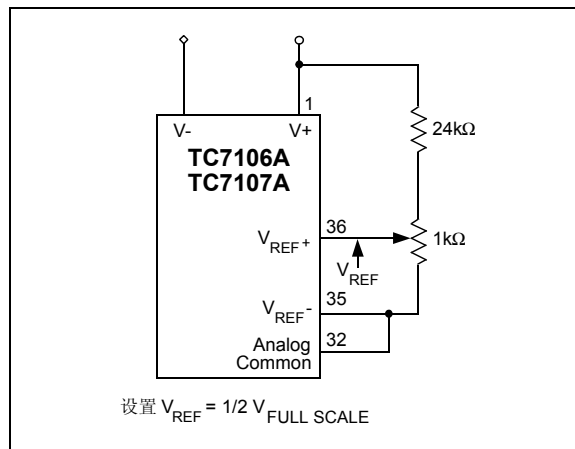 1
V-
V+
TC7106A
TC7107A
24kΩ
36
VREF+
1kΩ
VREF
35
VREF-
32
Analog
Common
设置 VREF = 1/2 VFULL SCALE